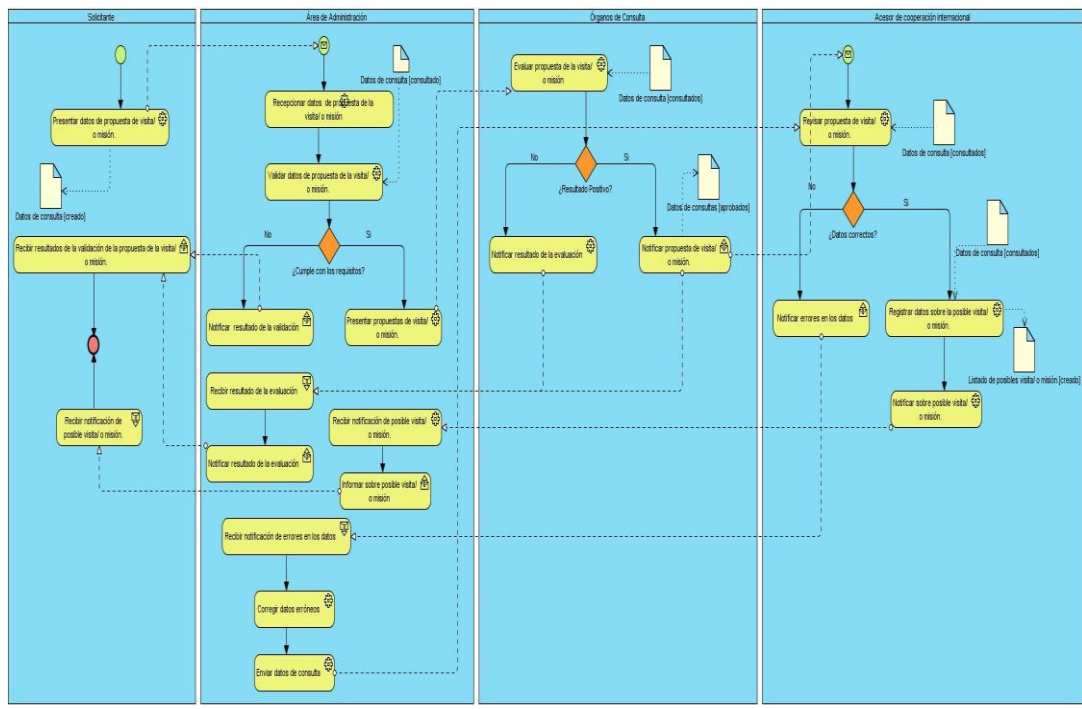 Solicitante
Presentar datos de propuesta de visita/
o misión.
Datos de consulta [creado]
Recibir resultados de la validación de la propuesta de la visita/
o misión.
Recibir notificación de
posible visita/ o misión.
Área de Administración
Datos de consulta [consultado]
Recepcionar datos de propuesta de la
visita/ o misión
Validar datos de propuesta de la visita/
o misión.
No
Si
¿Cumple con los requisitos?
Notificar resultado de la validación
Presentar propuestas de visita/
o misión.
Recibir resultado de la evaluación
Recibir notificación de posible visita/
o misión.
Notificar resultado de la evaluación
Informar sobre posible visita/
o misión
Recibir notificación de errores en los datos
Corregir datos erróneos
Enviar datos de consulta
Órganos de Consulta
Evaluar propuesta de la visita/
o misión
Datos de consulta [consultados]
No
Si
¿Resultado Positivo?
Datos de consultas [aprobados]
Notificar resultado de la evaluación
Notificar propuesta de visita/
o misión.
Acesor de cooperación internacional
Revisar propuesta de visita/
o misión.
Datos de consulta [consultados]
No
Si
¿Datos correctos?
Datos de consulta [consultados]
Notificar errores en los datos
Registrar datos sobre la posible visita/
o misión.
Listado de posibles visita/ o misión [creado]
Notificar sobre posible visita/
o misión.